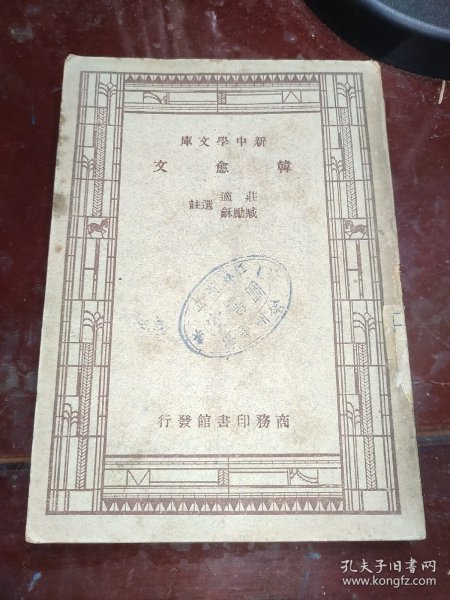 新中學文庫
韓愈文
莊適
臧勵龢
選註
商務印書館發行
孔夫子旧书网
www.kongfz.com